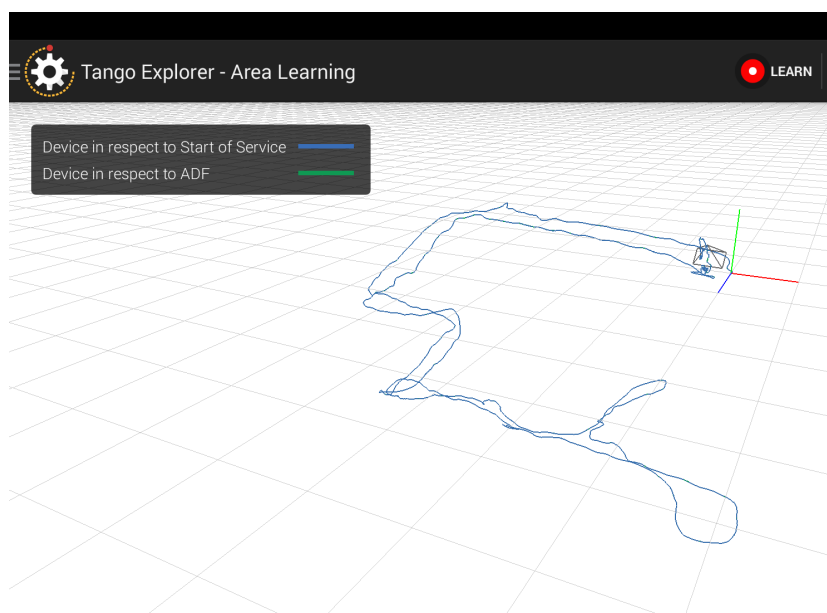 Tango Explorer - Area Learning
LEARN
Device in respect to Start of Service
Device in respect to ADF